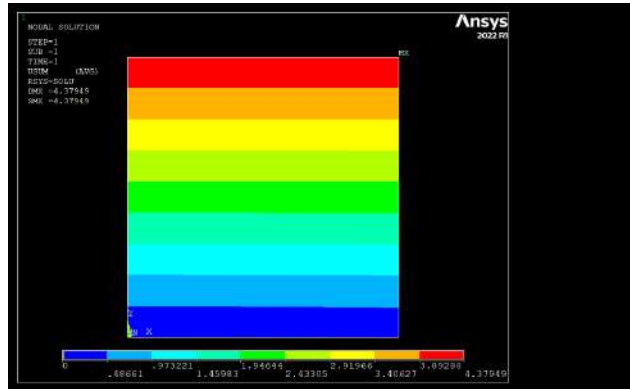 1
NODAL SOLUTION
STEP=1
SUB =1
TIME=1
USUM (AVG)
RSYS=SOLU
DMX =4.37949
SMX =4.37949
Ansys
2022 R1
MX
Y
MN X
0
.48661
.973221
1.45983
1.94644
2.43305
2.91966
3.40627
3.89288
4.37949